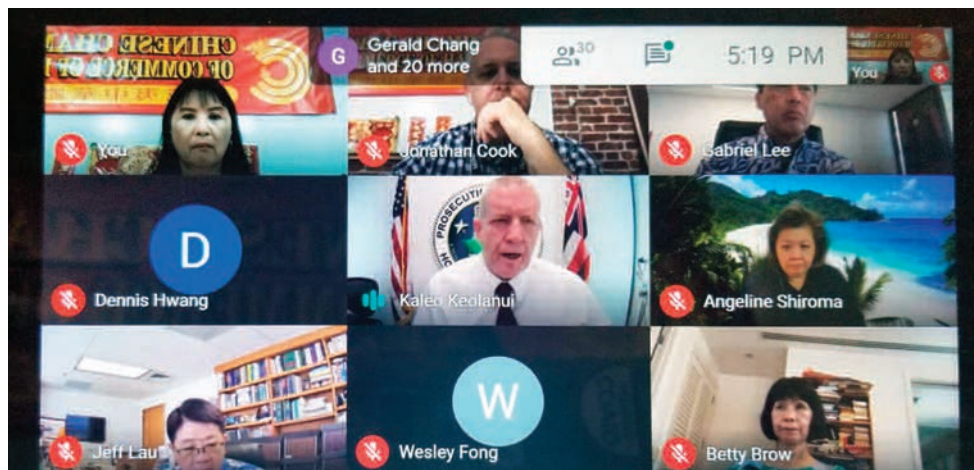 CHINESE CHAM
OF COMMERCE OF
G
Gerald Chang
and 20 more
30
5:19 PM
You
You
Jonathan Cook
Gabriel Lee
D
Dennis Hwang
PROSECUTIN
Kaleo Keolanui
Angeline Shiroma
Jeff Lau
W
Wesley Fong
Betty Brow